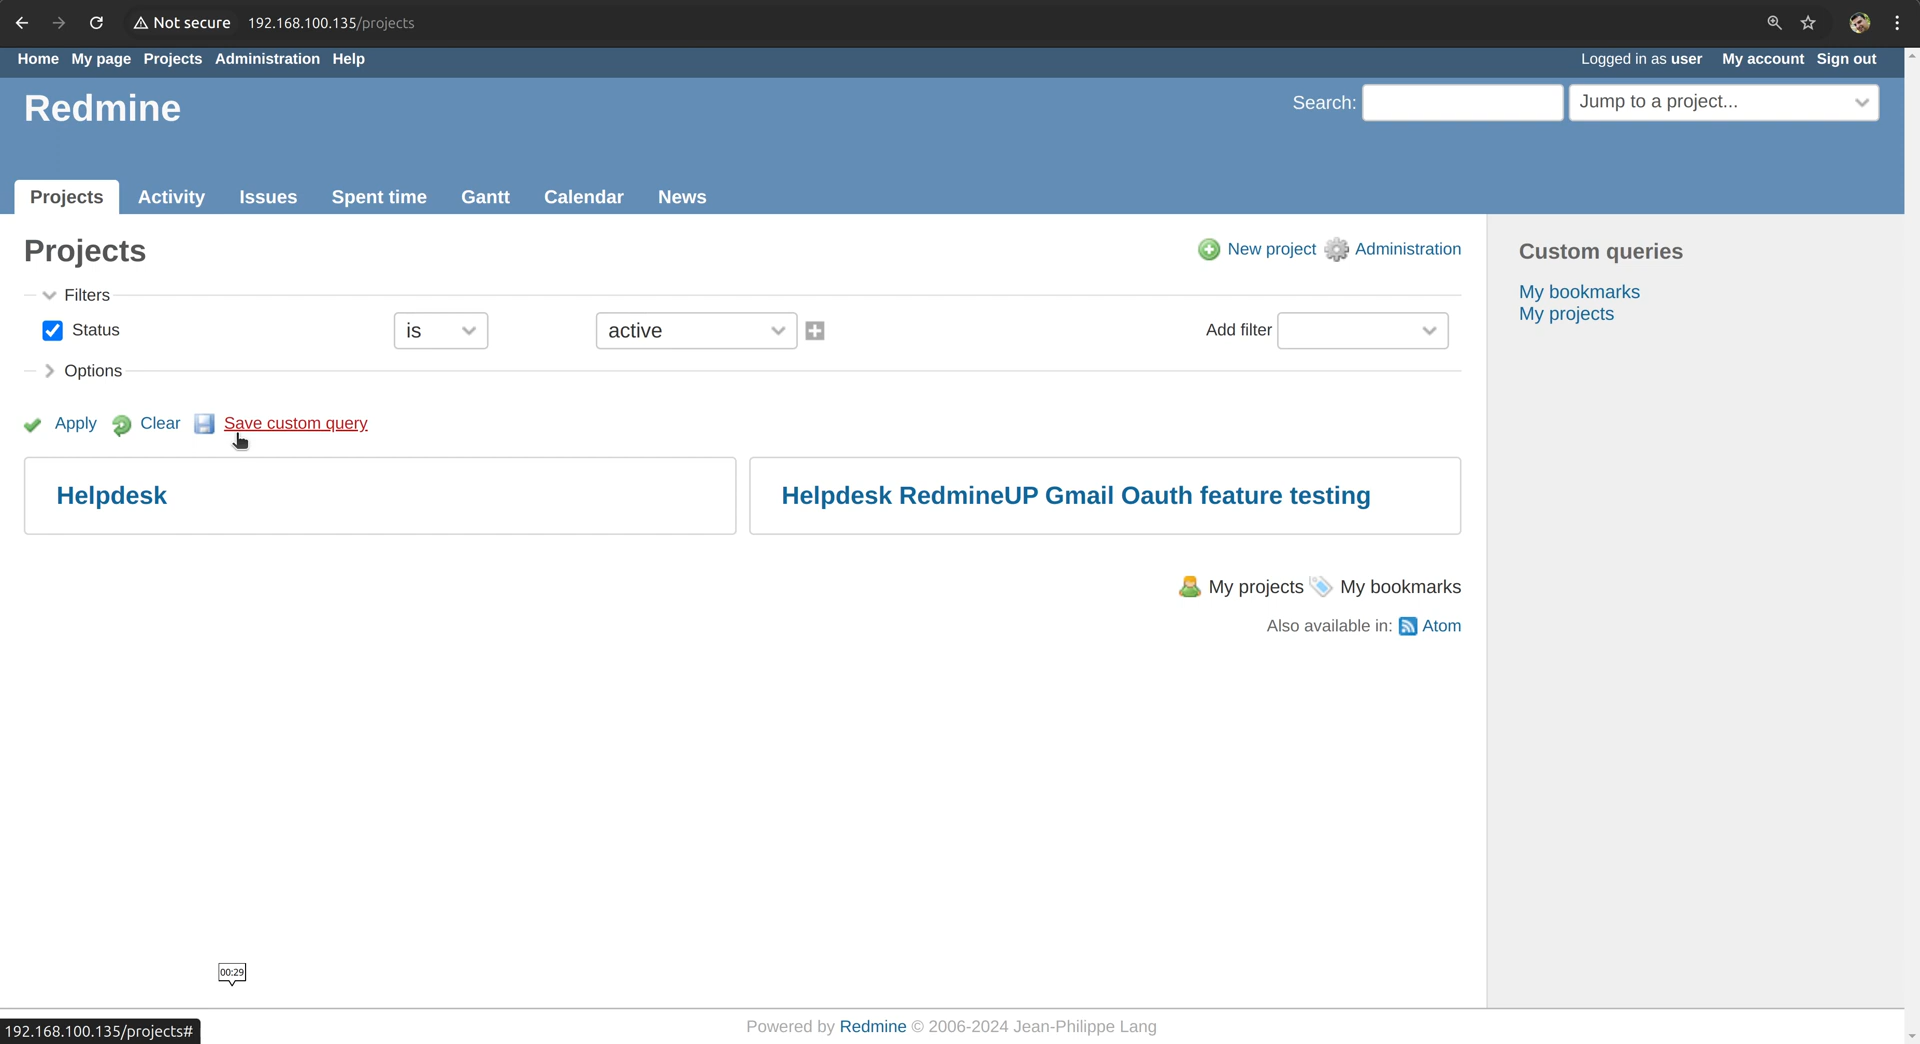 Not secure 192.168.100.135/projects
Home My page Projects Administration Help Logged in as user My account Sign out
Redmine Search: Jump to a project...
Projects Activity Issues Spent time Gantt Calendar News
Projects New project Administration
Custom queries
My bookmarks
My projects
Filters
Status is active Add filter
Options
Apply Clear Save custom query
Helpdesk Helpdesk RedmineUP Gmail Oauth feature testing
My projects My bookmarks
Also available in: Atom
00:29
Powered by Redmine © 2006-2024 Jean-Philippe Lang
192.168.100.135/projects#